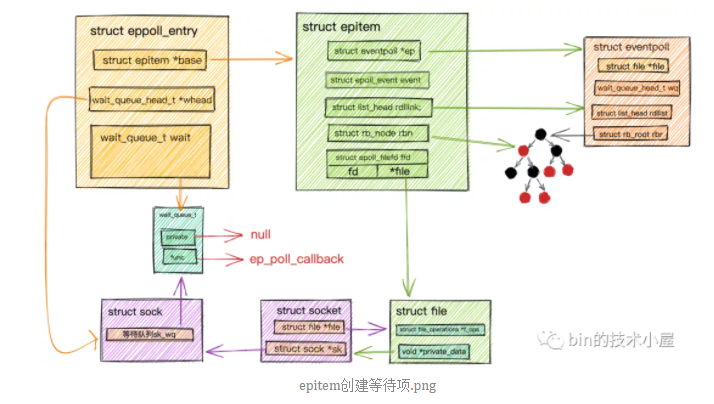 struct eppoll_entry
struct epitem *base
wait_queue_head_t *whead
wait_queue_t wait
struct epitem
struct eventpoll *ep
struct epoll_event event
struct list_head rdllink;
struct rb_node rbn
struct epoll_filefd ffd
fd
*file
struct eventpoll
struct file *file
wait_queue_head_t wq
struct list_head rdllist
struct rb_root rbr
wait_queue_t
private
func
null
ep_poll_callback
struct sock
等待队列sk_wq
struct socket
struct file *file
struct sock *sk
struct file
struct file_operations *f_ops
void *private_data
bin的技术小屋
epitem创建等待项.png